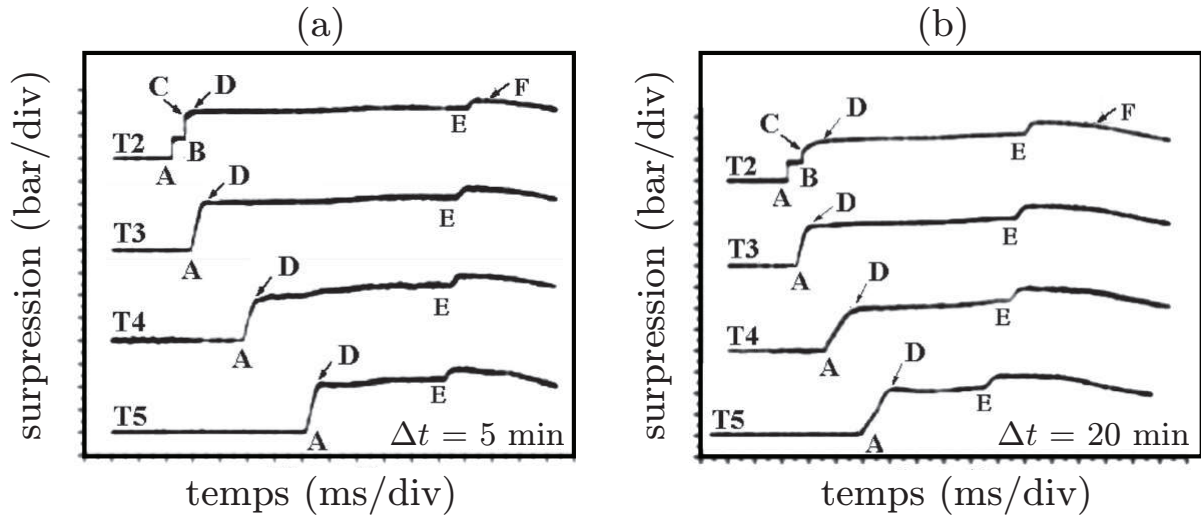 (a)
surpression (bar/div)
C D F
T2 A B E
D
T3 A E
D
T4 A E
D
T5 A E
Δt = 5 min
temps (ms/div)
(b)
surpression (bar/div)
C D F
T2 A B E
D
T3 A E
D
T4 A E
D
T5 A E
Δt = 20 min
temps (ms/div)